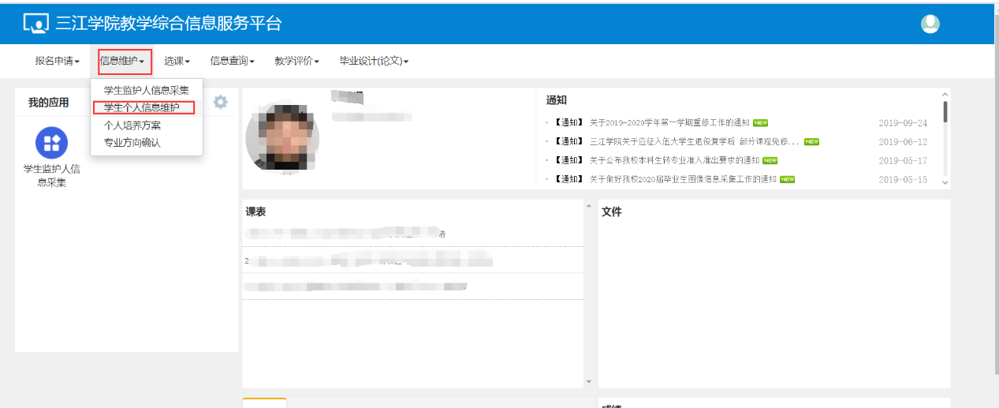 三江学院教学综合信息服务平台
报名申请 信息维护 选课 信息查询 教学评价 毕业设计(论文)
学生监护人信息采集
学生个人信息维护
个人培养方案
专业方向确认
我的应用
学生监护人信
息采集
通知
【通知】 关于2019-2020学年第一学期重修工作的通知 NEW 2019-09-24
【通知】 三江学院关于应征入伍大学生退役复学后 部分课程免修... NEW 2019-06-12
【通知】 关于公布我校本科生转专业准入准出要求的通知 NEW 2019-05-17
【通知】 关于做好我校2020届毕业生图像信息采集工作的通知 NEW 2019-05-15
课表
浩
2
文件